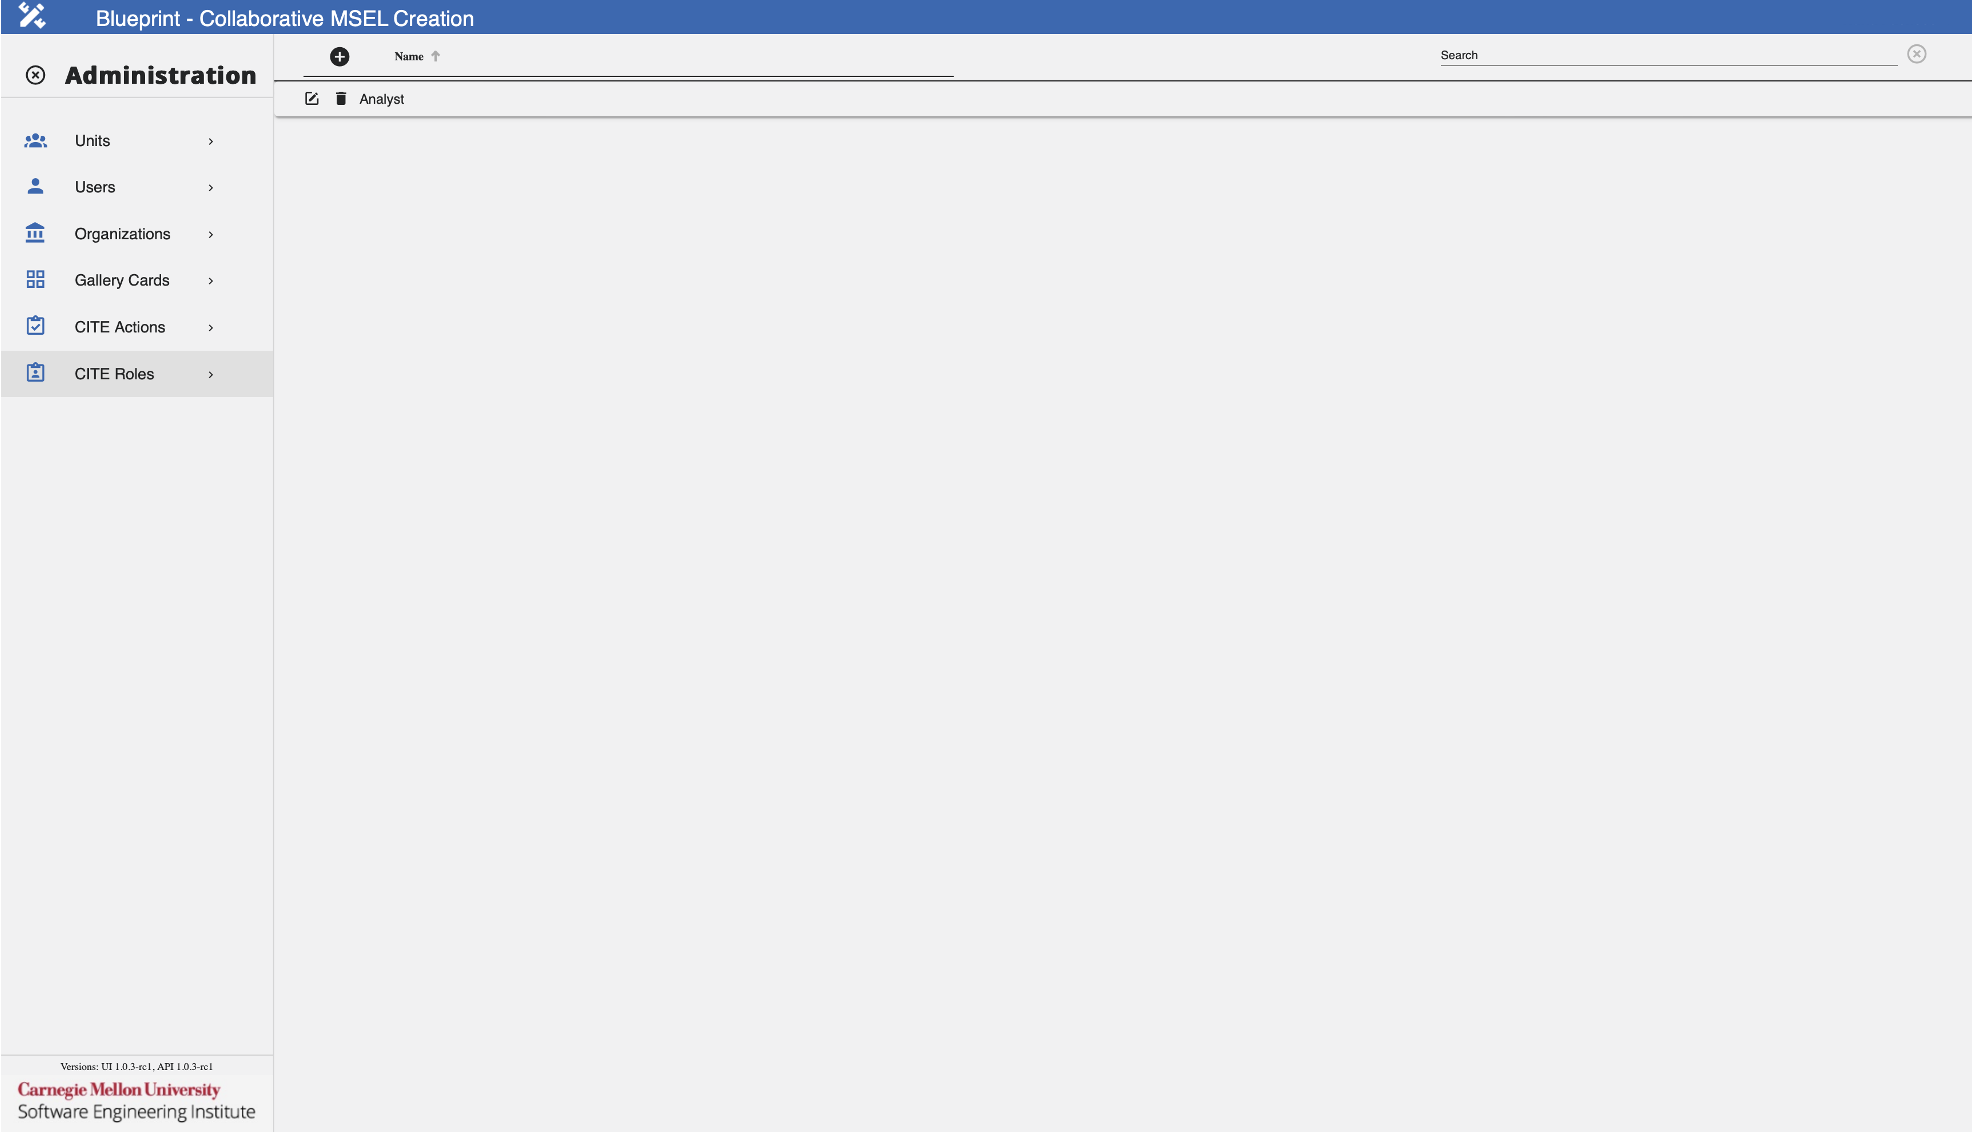 Blueprint - Collaborative MSEL Creation
Administration
Name
Search
Analyst
Units
Users
Organizations
Gallery Cards
CITE Actions
CITE Roles
Versions: UI 1.0.3-rc1, API 1.0.3-rc1
Carnegie Mellon University
Software Engineering Institute